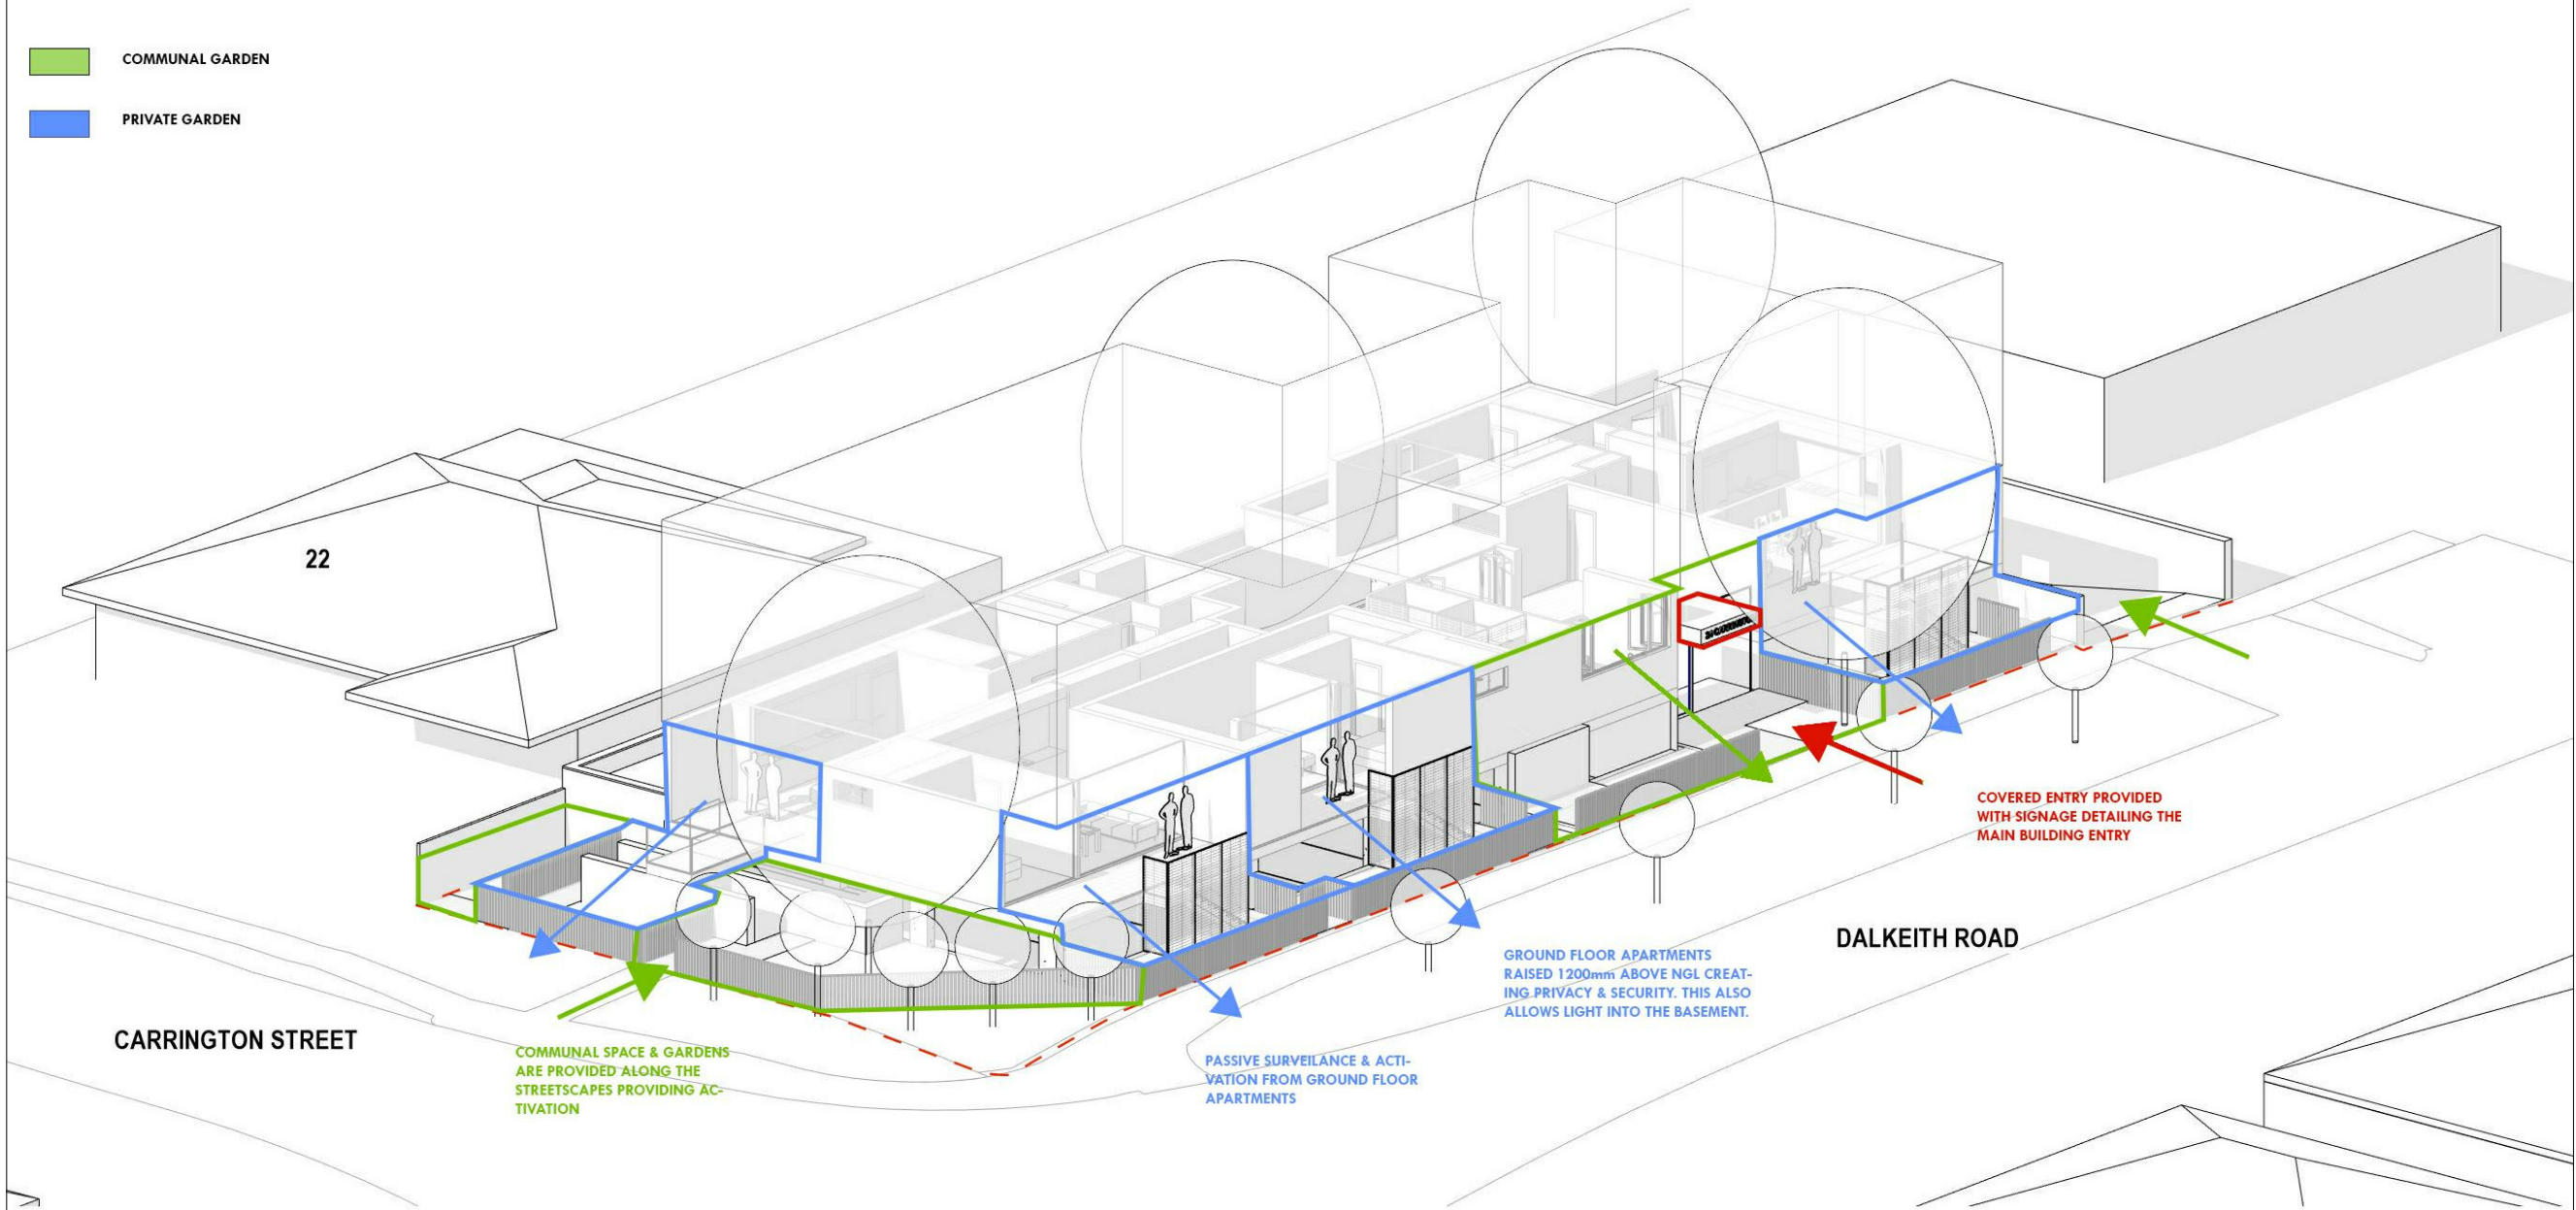 COMMUNAL GARDEN
PRIVATE GARDEN
22
COVERED ENTRY PROVIDED
WITH SIGNAGE DETAILING THE
MAIN BUILDING ENTRY
DALKEITH ROAD
GROUND FLOOR APARTMENTS
RAISED 1200mm ABOVE NGL CREAT-
ING PRIVACY & SECURITY. THIS ALSO
ALLOWS LIGHT INTO THE BASEMENT.
CARRINGTON STREET
COMMUNAL SPACE & GARDENS
ARE PROVIDED ALONG THE
STREETSCAPES PROVIDING AC-
TIVATION
PASSIVE SURVEILANCE & ACTI-
VATION FROM GROUND FLOOR
APARTMENTS